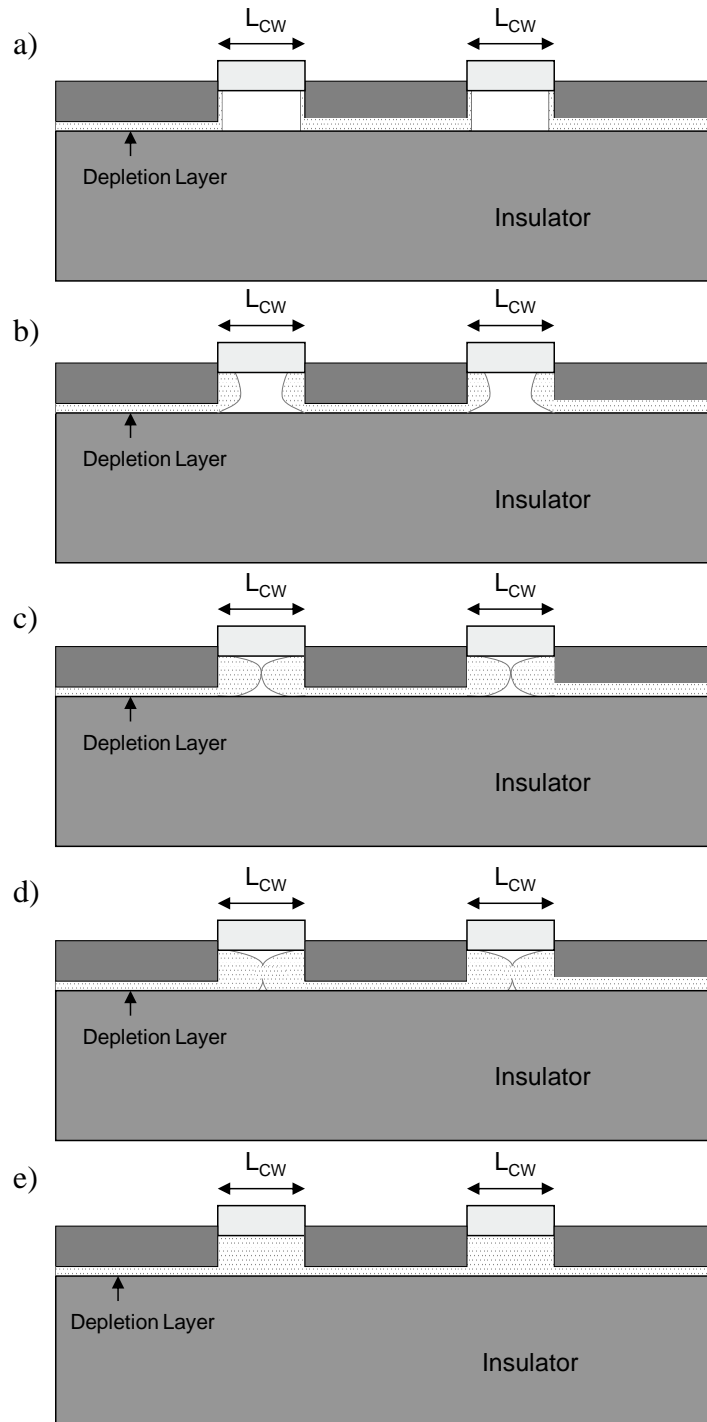 a)
L_CW L_CW
Depletion Layer
Insulator
b)
L_CW L_CW
Depletion Layer
Insulator
c)
L_CW L_CW
Depletion Layer
Insulator
d)
L_CW L_CW
Depletion Layer
Insulator
e)
L_CW L_CW
Depletion Layer
Insulator